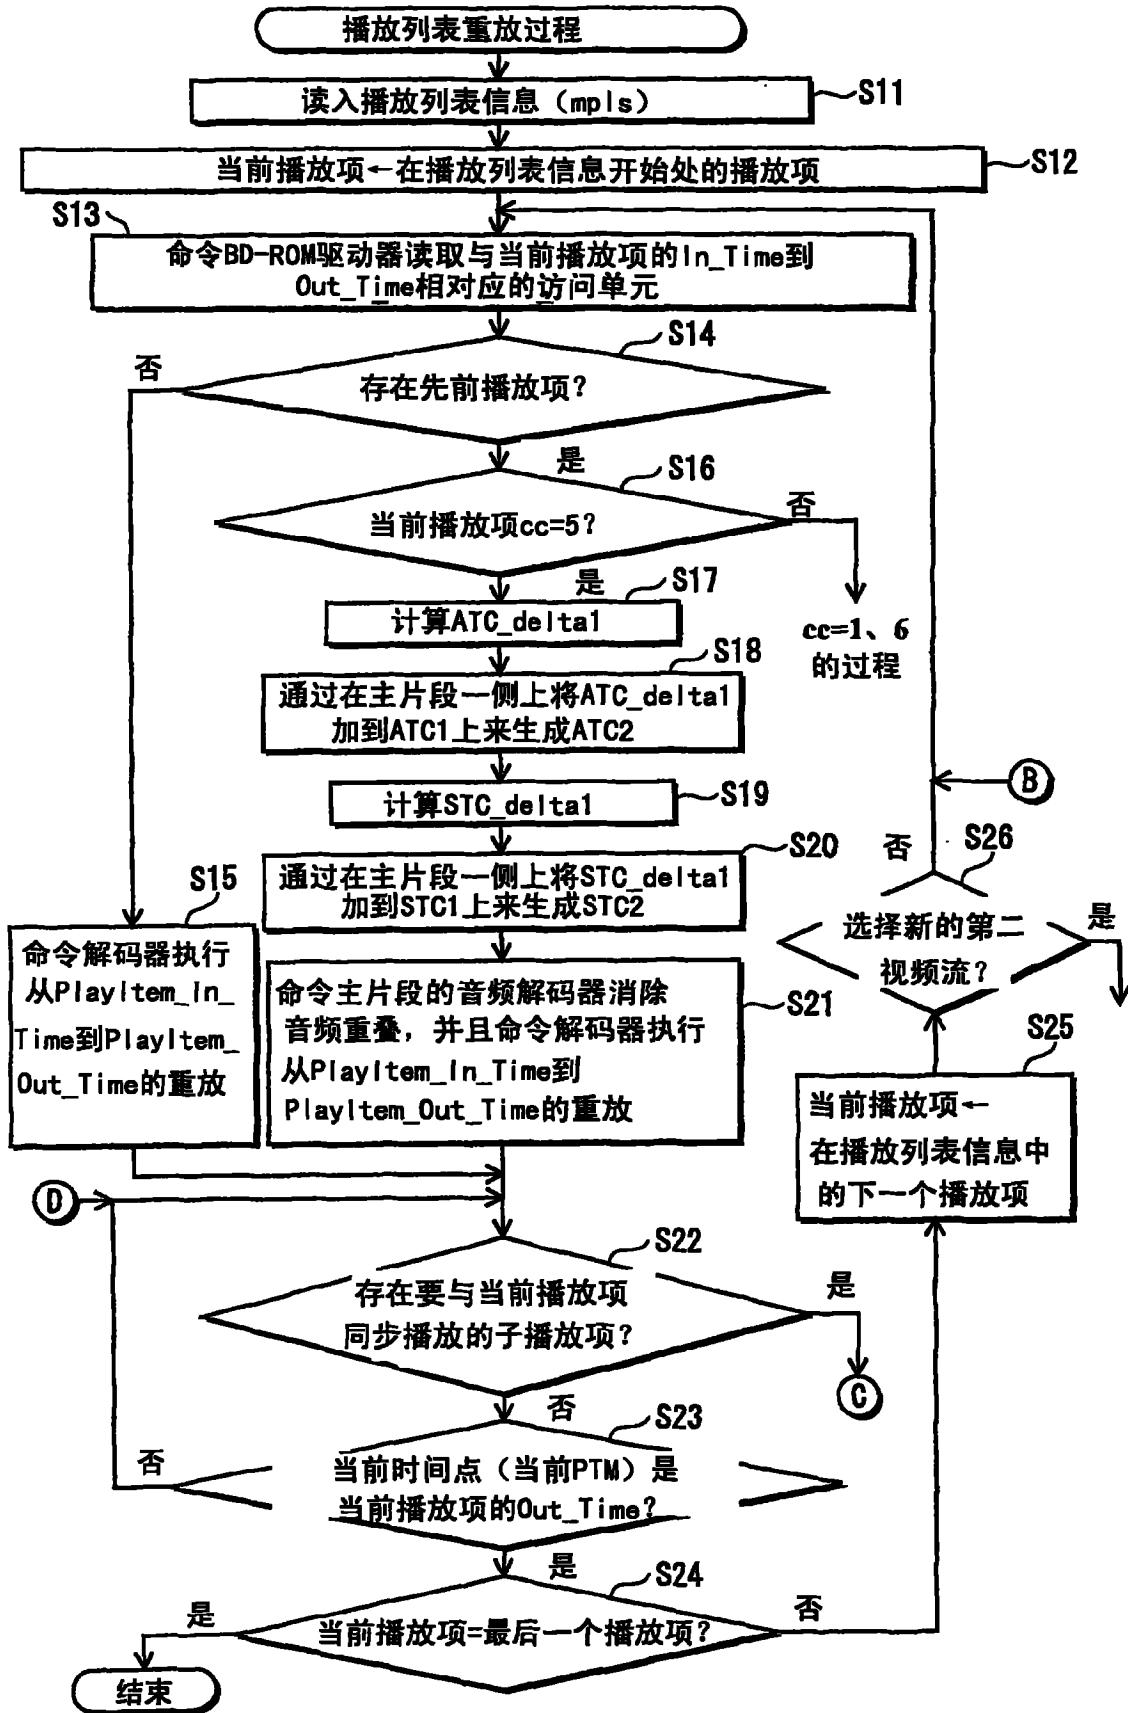 播放列表重放过程
读入播放列表信息（mpls）
S11
当前播放项←在播放列表信息开始处的播放项
S12
S13
命令BD-ROM驱动器读取与当前播放项的In_Time到
Out_Time相对应的访问单元
S14
否
存在先前播放项？
是
S16
否
当前播放项cc=5？
是
S17
计算ATC_delta1
cc=1、6
的过程
S18
通过在主片段一侧上将ATC_delta1
加到ATC1上来生成ATC2
B
计算STC_delta1
S19
S20
否
S26
通过在主片段一侧上将STC_delta1
加到STC1上来生成STC2
S15
选择新的第二
视频流？
是
命令解码器执行
从PlayItem_In_
Time到PlayItem_
Out_Time的重放
命令主片段的音频解码器消除
音频重叠，并且命令解码器执行
从PlayItem_In_Time到
PlayItem_Out_Time的重放
S21
S25
当前播放项←
在播放列表信息中
的下一个播放项
D
S22
存在要与当前播放项
同步播放的子播放项？
是
C
否
S23
否
当前时间点（当前PTM）是
当前播放项的Out_Time？
是
S24
是
当前播放项=最后一个播放项？
否
结束